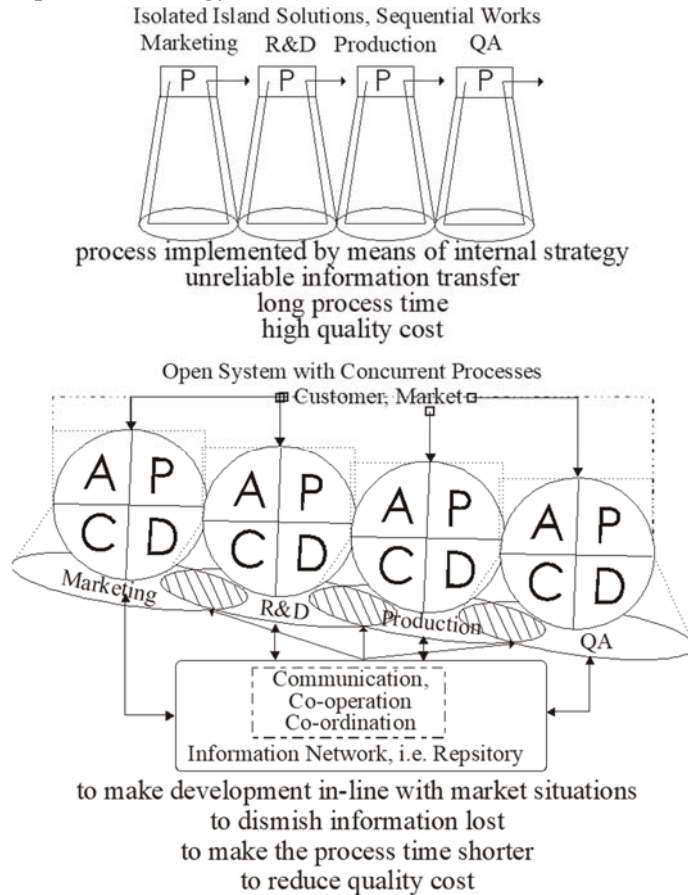 Isolated Island Solutions, Sequential Works
Marketing R&D Production QA
P P P P
process implemented by means of internal strategy
unreliable information transfer
long process time
high quality cost
Open System with Concurrent Processes
Customer, Market
A P A P A P A P
C D C D C D C D
Marketing
R&D
Production
QA
Communication,
Co-operation
Co-ordination
Information Network, i.e. Repsitory
to make development in-line with market situations
to dismiss information lost
to make the process time shorter
to reduce quality cost